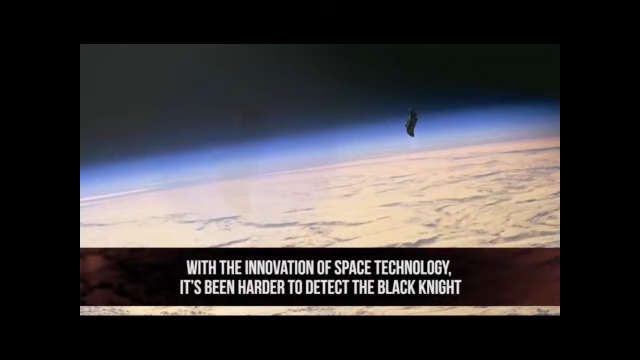 WITH THE INNOVATION OF SPACE TECHNOLOGY,
IT'S BEEN HARDER TO DETECT THE BLACK KNIGHT